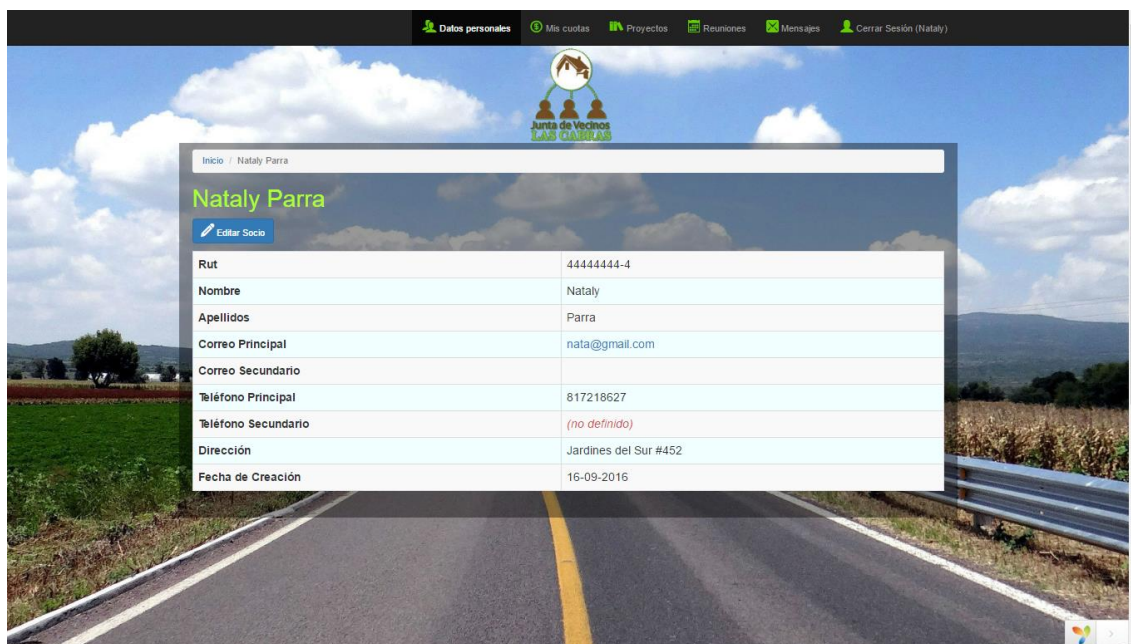 Datos personales Mis cuotas Proyectos Reuniones Mensajes Cerrar Sesión (Nataly)
Junta de Vecinos
LAS CABRAS
Inicio / Nataly Parra
Nataly Parra
Editar Socio
Rut 44444444-4
Nombre Nataly
Apellidos Parra
Correo Principal nata@gmail.com
Correo Secundario
Teléfono Principal 817218627
Teléfono Secundario (no definido)
Dirección Jardines del Sur #452
Fecha de Creación 16-09-2016